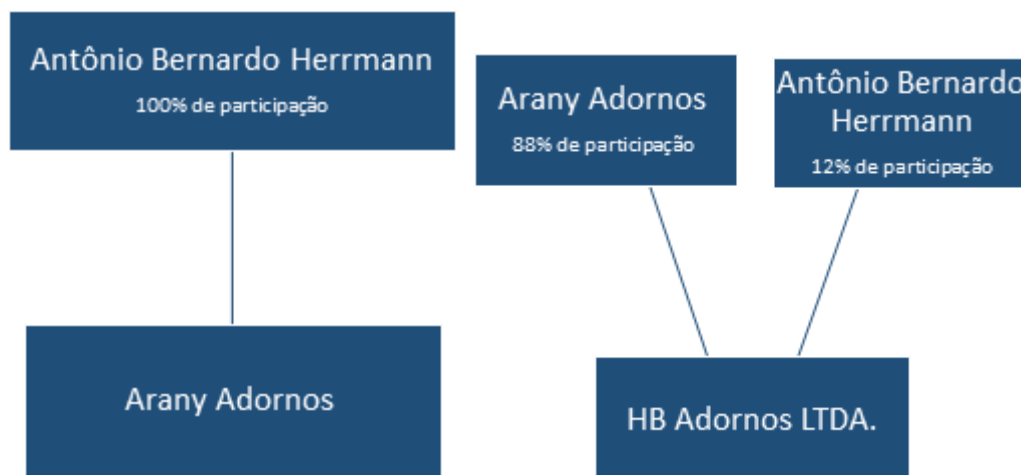 Antônio Bernardo Herrmann
100% de participação
Arany Adornos
88% de participação
Antônio Bernardo
Herrmann
12% de participação
Arany Adornos
HB Adornos LTDA.